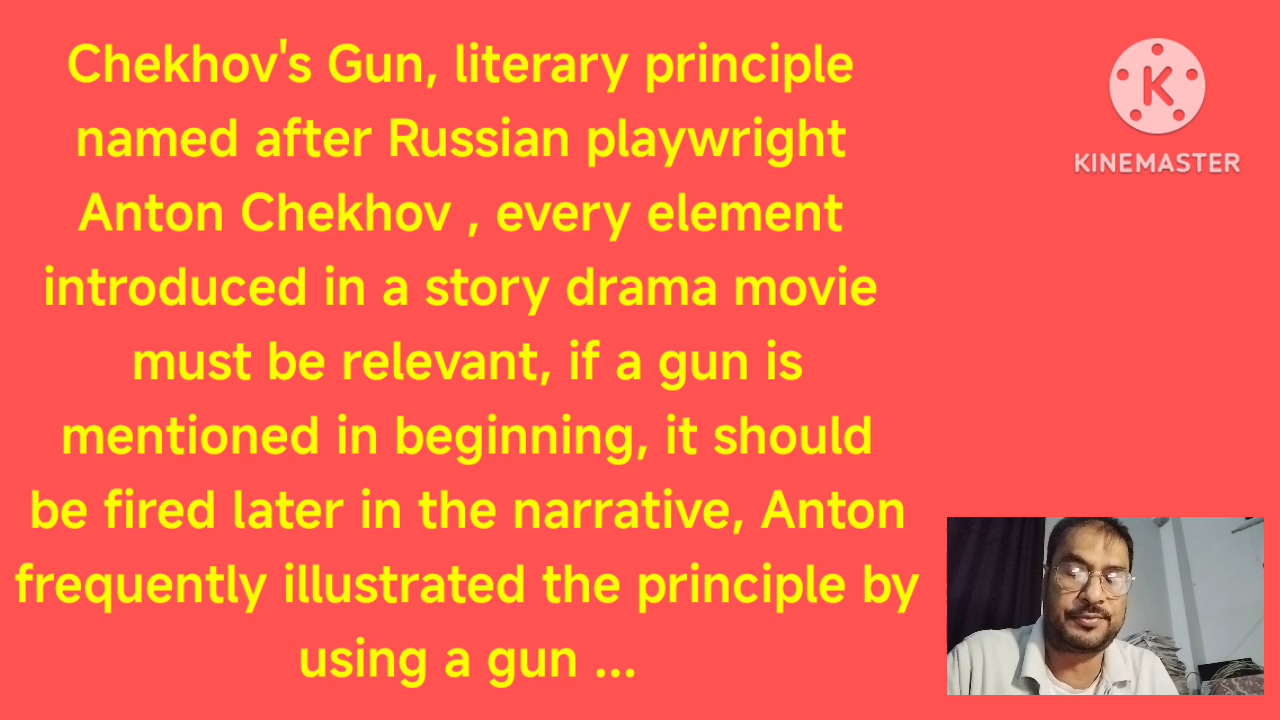 Chekhov's Gun, literary principle
named after Russian playwright
Anton Chekhov , every element
introduced in a story drama movie
must be relevant, if a gun is
mentioned in beginning, it should
be fired later in the narrative, Anton
frequently illustrated the principle by
using a gun ...
K
KINEMASTER